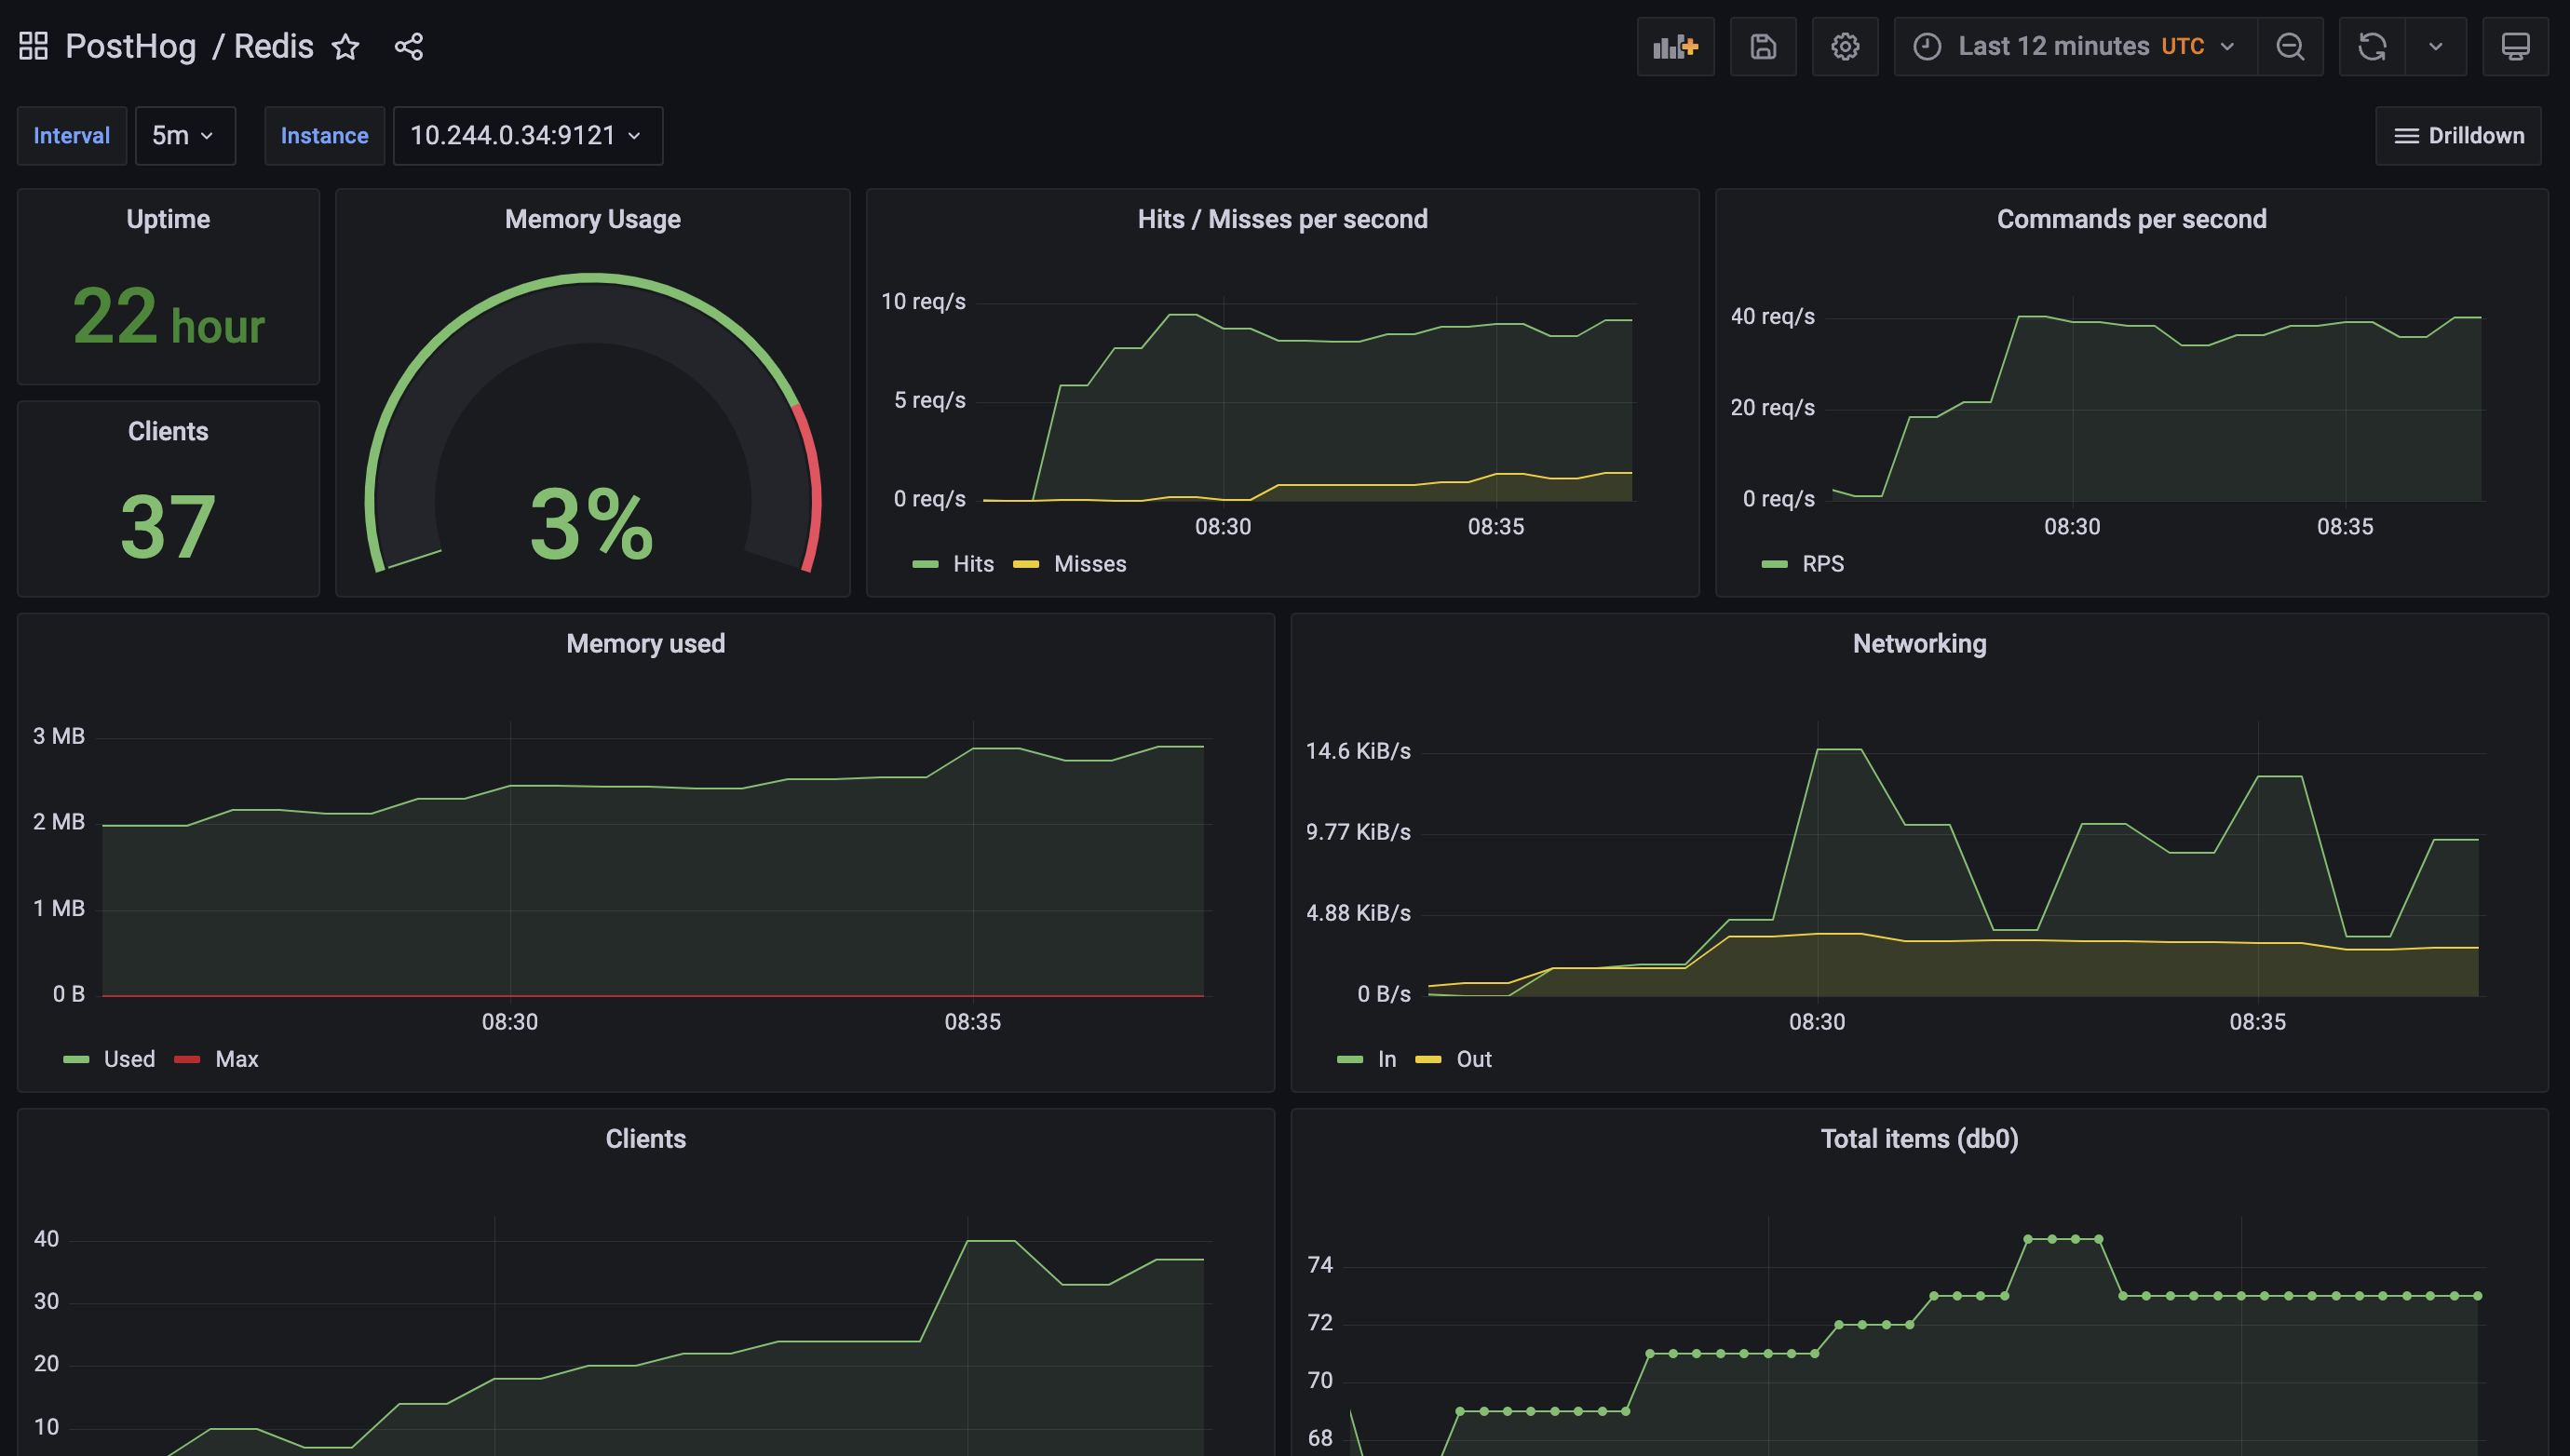 PostHog / Redis
Last 12 minutes UTC
Interval 5m Instance 10.244.0.34:9121
Drilldown
Uptime
22 hour
Clients
37
Memory Usage
3%
Hits / Misses per second
10 req/s
5 req/s
0 req/s
08:30 08:35
Hits Misses
Commands per second
40 req/s
20 req/s
0 req/s
08:30 08:35
RPS
Memory used
3 MB
2 MB
1 MB
0 B
08:30 08:35
Used Max
Networking
14.6 KiB/s
9.77 KiB/s
4.88 KiB/s
0 B/s
08:30 08:35
In Out
Clients
40
30
20
10
Total items (db0)
74
72
70
68